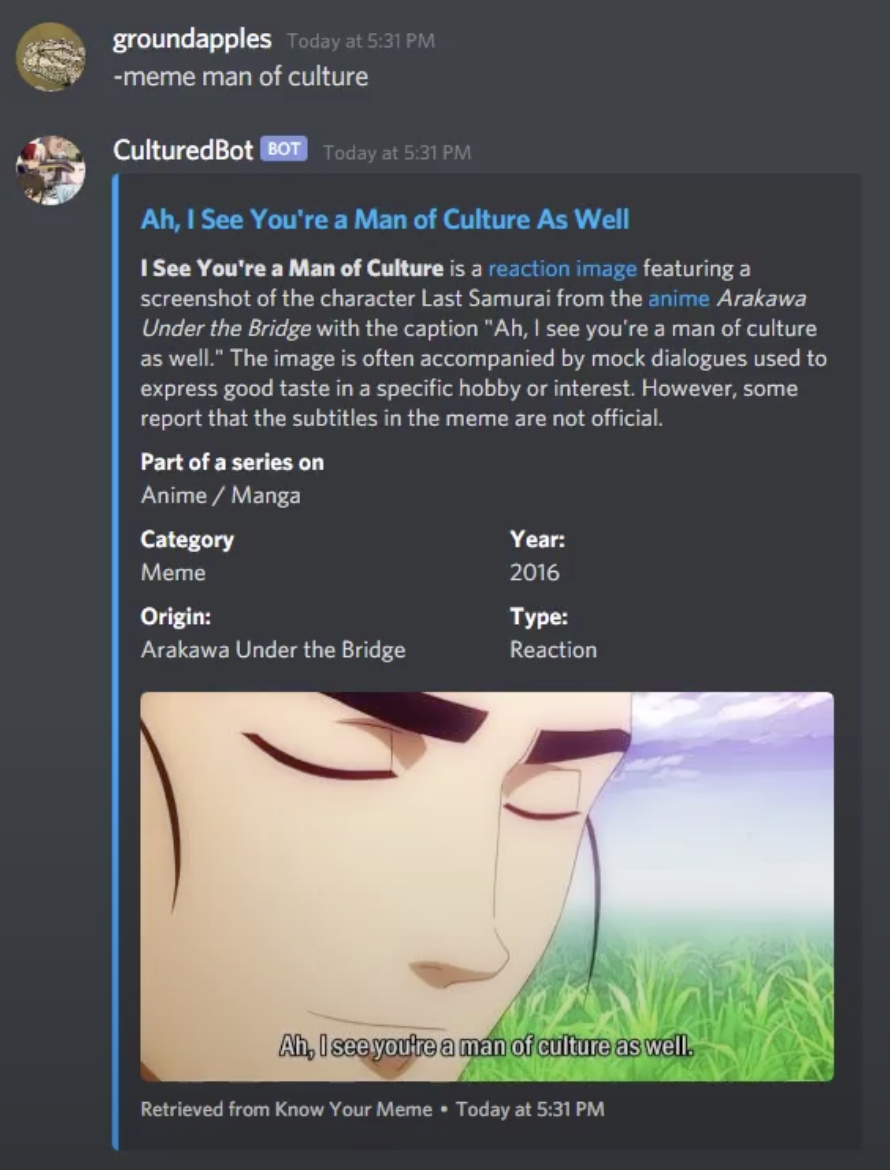 groundapples Today at 5:31 PM
-meme man of culture
CulturedBot BOT Today at 5:31 PM
Ah, I See You're a Man of Culture As Well
I See You're a Man of Culture is a reaction image featuring a
screenshot of the character Last Samurai from the anime Arakawa
Under the Bridge with the caption "Ah, I see you're a man of culture
as well." The image is often accompanied by mock dialogues used to
express good taste in a specific hobby or interest. However, some
report that the subtitles in the meme are not official.
Part of a series on
Anime / Manga
Category Year:
Meme 2016
Origin: Type:
Arakawa Under the Bridge Reaction
Ah, I see you're a man of culture as well.
Retrieved from Know Your Meme • Today at 5:31 PM